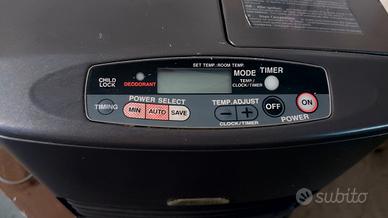 SET TEMP./ROOM TEMP.
CHILD LOCK
DEODORANT
MODE
TEMP./CLOCK/TIMER
TIMER
TIMING
POWER SELECT
MIN
AUTO
SAVE
TEMP.ADJUST
− +
CLOCK/TIMER
OFF
ON
POWER
subito